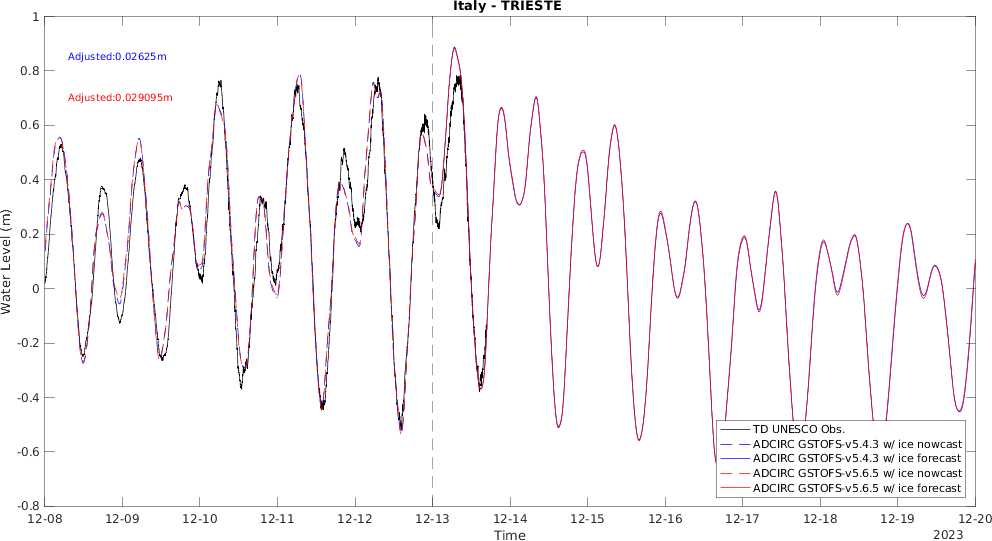 Italy - TRIESTE
1
0.8
0.6
0.4
0.2
0
-0.2
-0.4
-0.6
-0.8
Water Level (m)
Adjusted:0.02625m
Adjusted:0.029095m
TD UNESCO Obs.
ADCIRC GSTOFS-v5.4.3 w/ ice nowcast
ADCIRC GSTOFS-v5.4.3 w/ ice forecast
ADCIRC GSTOFS-v5.6.5 w/ ice nowcast
ADCIRC GSTOFS-v5.6.5 w/ ice forecast
12-08 12-09 12-10 12-11 12-12 12-13 12-14 12-15 12-16 12-17 12-18 12-19 12-20
Time
2023